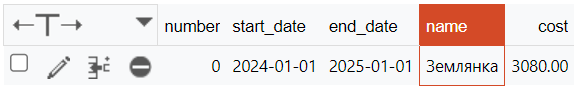 ←T→ number start_date end_date name cost
0 2024-01-01 2025-01-01 Землянка 3080.00